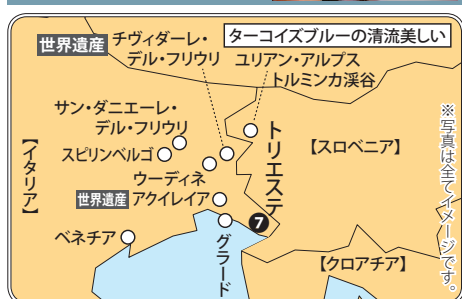 世界遺産 チヴィダーレ・
デル・フリウリ
ターコイズブルーの清流美しい
ユリアン・アルプス
トルミンカ渓谷
サン・ダニエーレ・
デル・フリウリ
スピリンベルゴ
ウーディネ
世界遺産 アクイレイア
ベネチア
グラード
トリエステ
7
【イタリア】
【スロベニア】
【クロアチア】
※写真は全てイメージです。